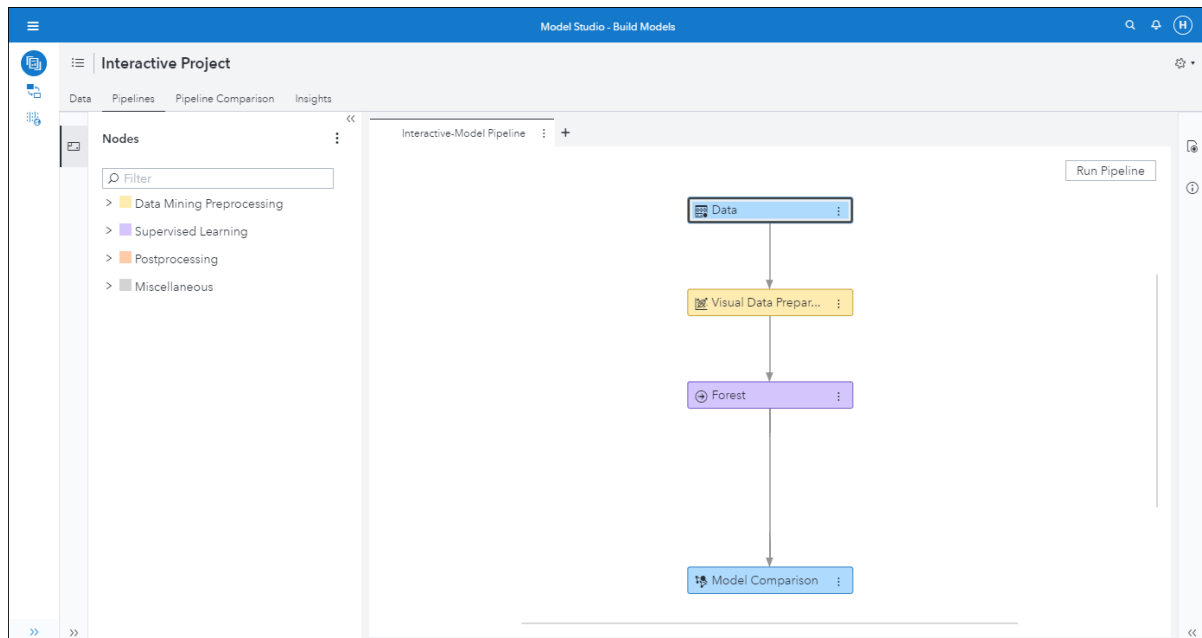 Model Studio - Build Models
H
Interactive Project
Data Pipelines Pipeline Comparison Insights
Nodes
Filter
Data Mining Preprocessing
Supervised Learning
Postprocessing
Miscellaneous
Interactive-Model Pipeline
Run Pipeline
Data
Visual Data Prepar...
Forest
Model Comparison